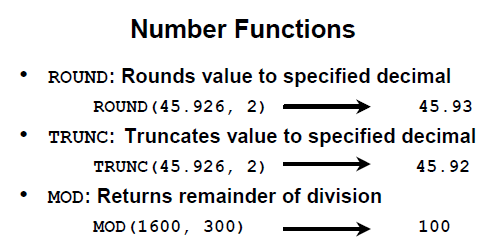 Number Functions
• ROUND: Rounds value to specified decimal
ROUND(45.926, 2) 45.93
• TRUNC: Truncates value to specified decimal
TRUNC(45.926, 2) 45.92
• MOD: Returns remainder of division
MOD(1600, 300) 100